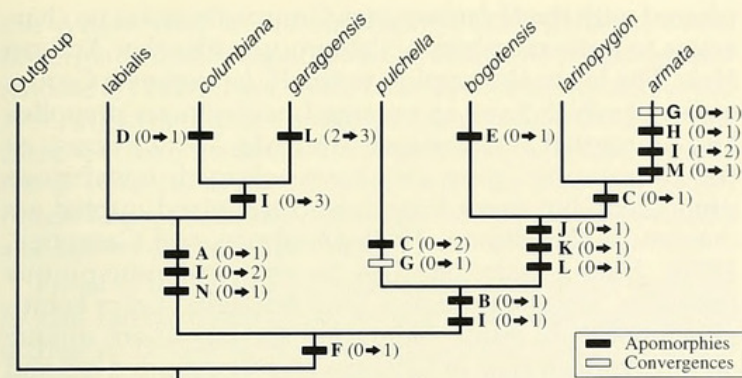 Outgroup
labialis
columbiana
garagoensis
pulchella
bogotensis
larinopygion
armata
G (0➔1)
D (0➔1)
L (2➔3)
E (0➔1)
H (0➔1)
I (1➔2)
M (0➔1)
I (0➔3)
C (0➔1)
A (0➔1)
L (0➔2)
N (0➔1)
C (0➔2)
G (0➔1)
J (0➔1)
K (0➔1)
L (0➔1)
B (0➔1)
I (0➔1)
F (0➔1)
Apomorphies
Convergences